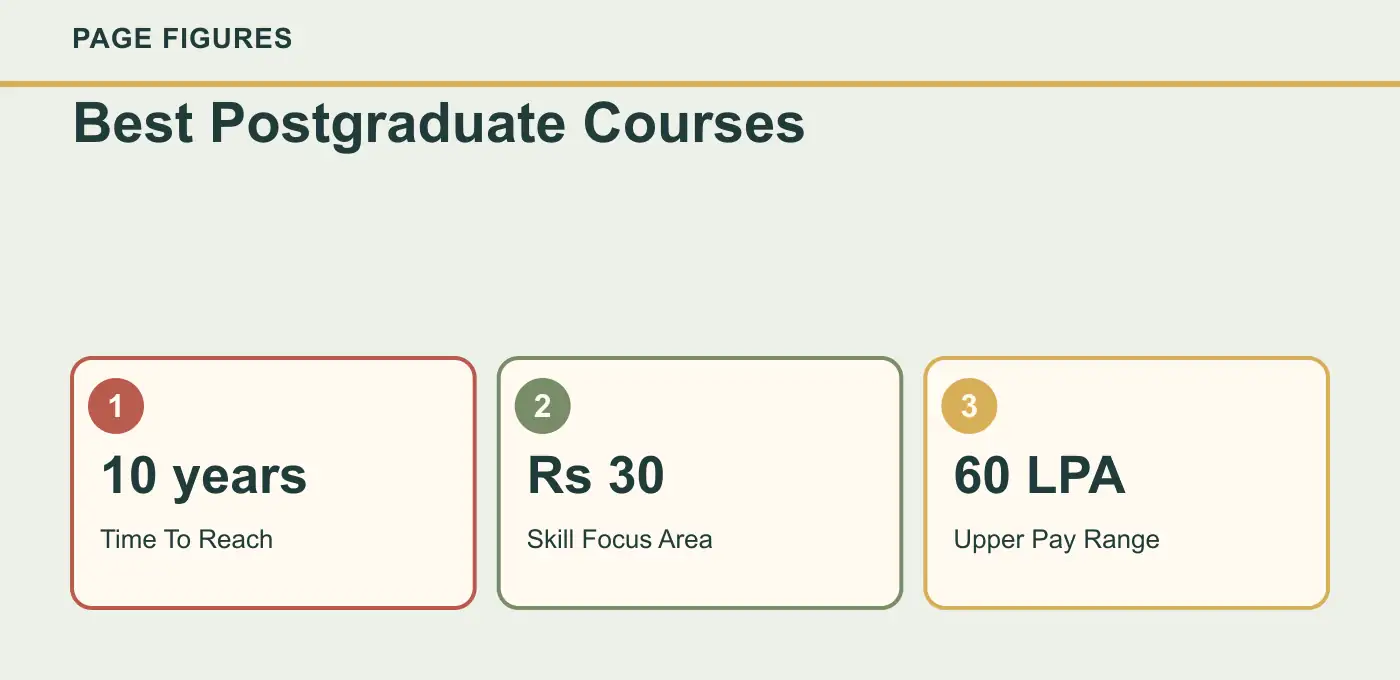 PAGE FIGURES
Best Postgraduate Courses
1
10 years
Time To Reach
2
Rs 30
Skill Focus Area
3
60 LPA
Upper Pay Range